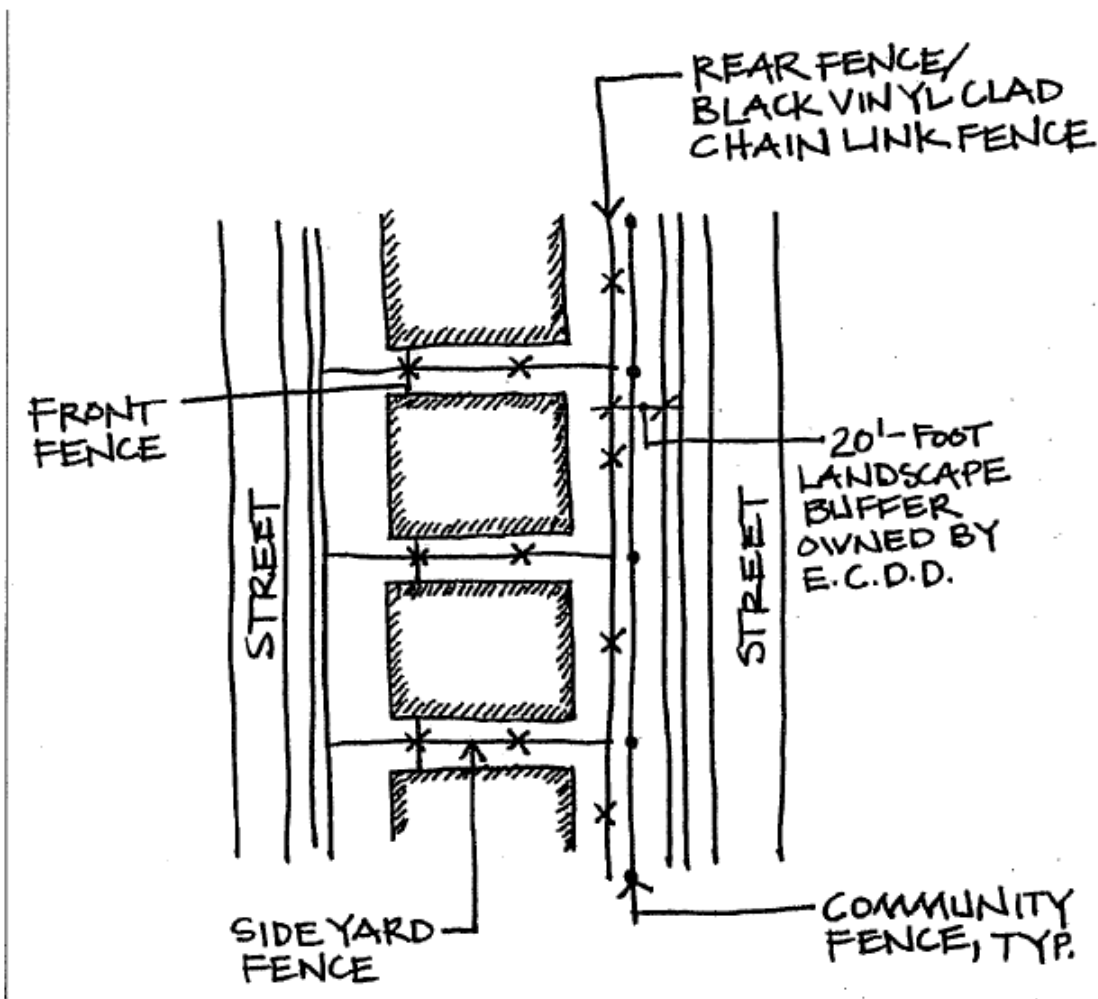 REAR FENCE/
BLACK VINYL CLAD
CHAIN LINK FENCE
FRONT
FENCE
20'-FOOT
LANDSCAPE
BUFFER
OWNED BY
E.C.D.D.
STREET
STREET
SIDE YARD
FENCE
COMMUNITY
FENCE, TYP.